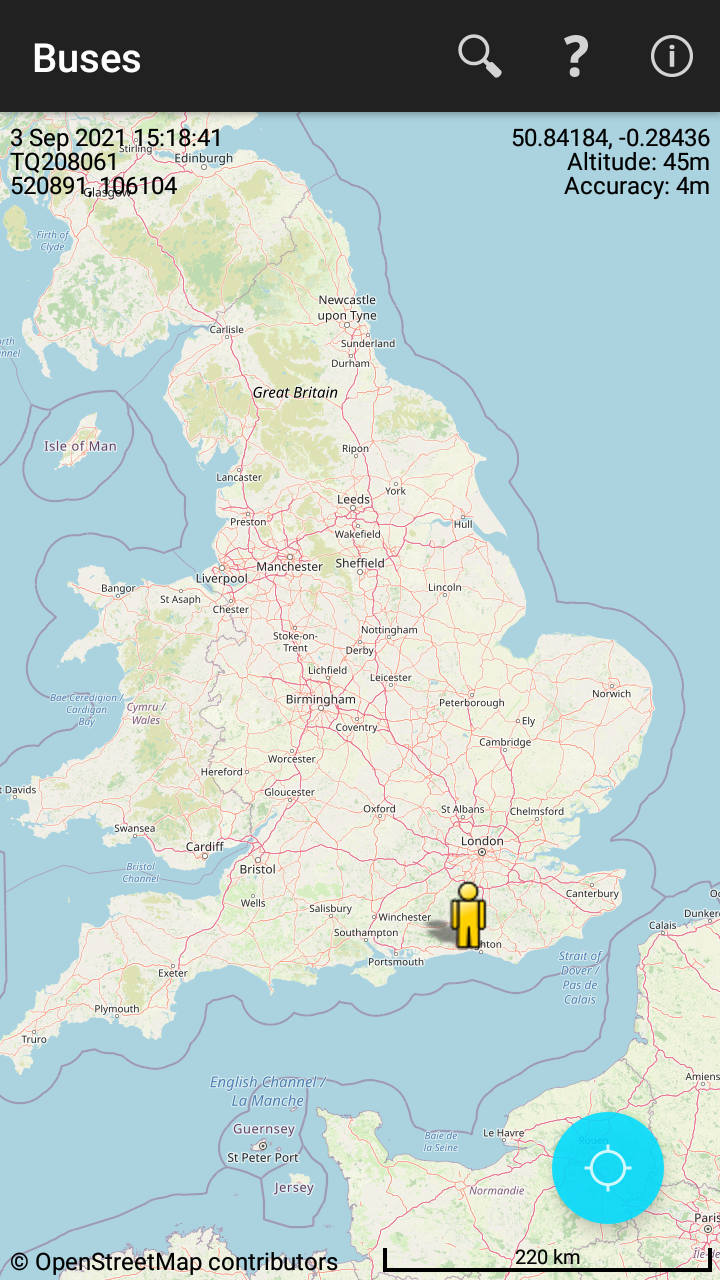 Buses
3 Sep 2021 15:18:41
50.84184, -0.28436
TQ208061
Altitude: 45m
520891, 106104
Accuracy: 4m
Stirling
Edinburgh
Glasgow
Firth of
Clyde
Newcastle
upon Tyne
Carlisle
Sunderland
Durham
Great Britain
Isle of Man
Ripon
Lancaster
York
Leeds
Preston
Hull
Wakefield
Manchester
Sheffield
Liverpool
Bangor
St Asaph
Chester
Lincoln
Stoke-on-
Trent
Nottingham
Derby
Lichfield
Leicester
Norwich
Birmingham
Peterborough
Bae Ceredigion /
Cardigan
Bay
Cymru /
Wales
Ely
Coventry
Cambridge
Worcester
Hereford
t Davids
Gloucester
Oxford
St Albans
Chelmsford
Swansea
Cardiff
London
Bristol
Bristol
Channel
Canterbury
Wells
Salisbury
Winchester
Southampton
ghton
Calais
Dunker
Portsmouth
Strait of
Dover /
Pas de
Calais
Exeter
Plymouth
Truro
Amiens
English Channel /
La Manche
Guernsey
St Peter Port
Baie de
la Seine
Le Havre
Rouen
Jersey
Normandie
Paris
Île-de
© OpenStreetMap contributors
220 km